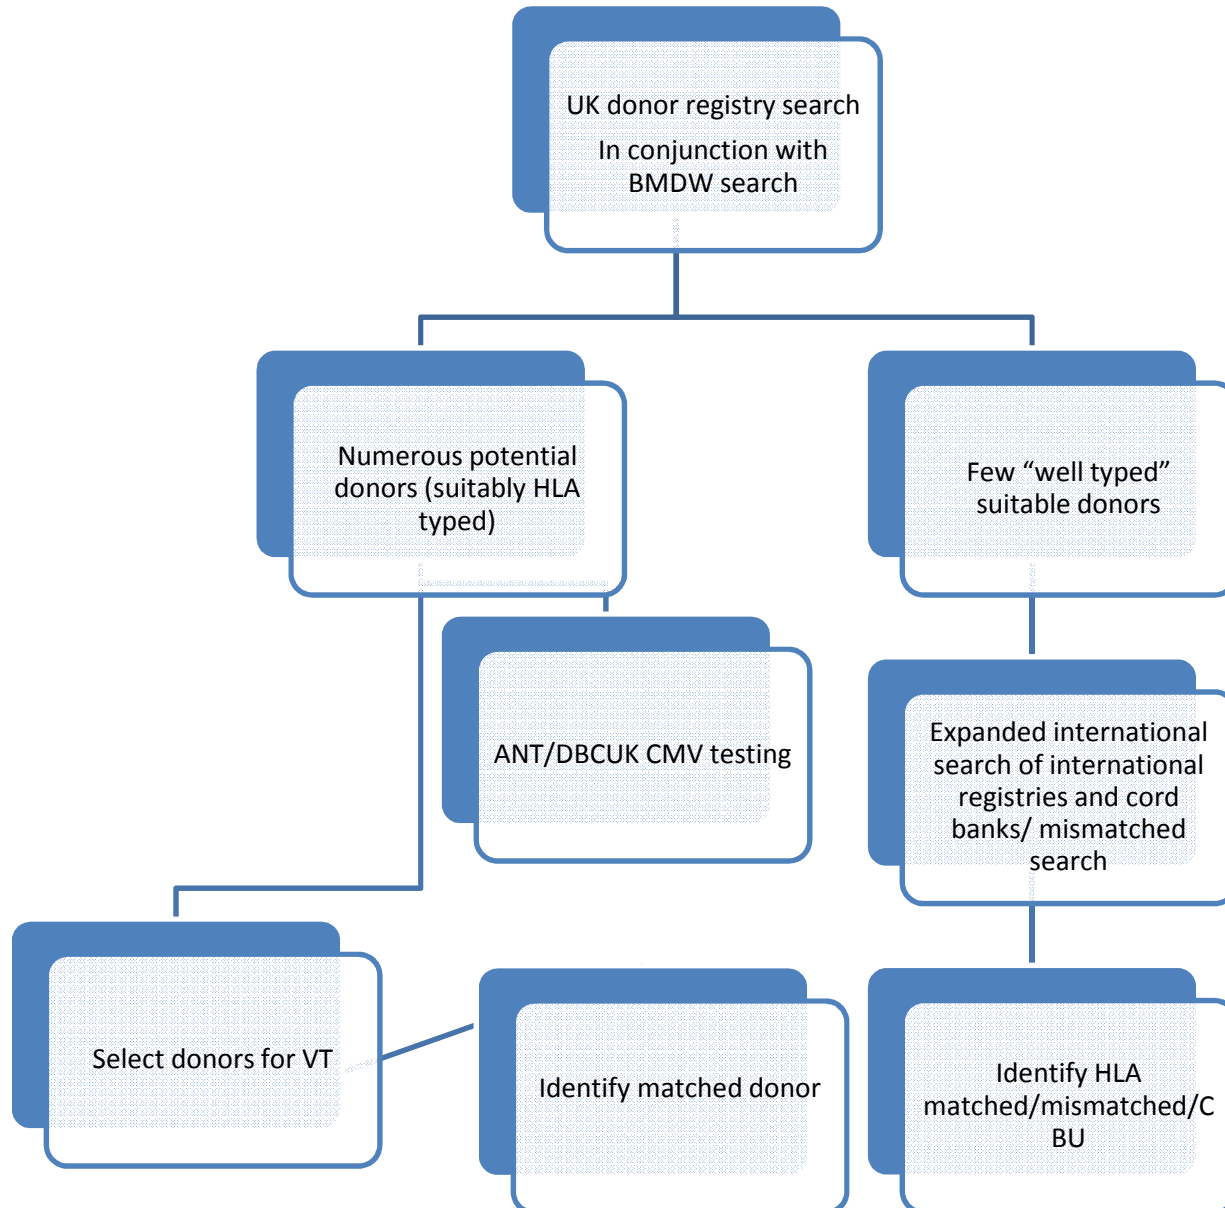 UK donor registry search
In conjunction with
BMDW search
Numerous potential
donors (suitably HLA
typed)
Few “well typed”
suitable donors
ANT/DBCUK CMV testing
Expanded international
search of international
registries and cord
banks/ mismatched
search
Select donors for VT
Identify matched donor
Identify HLA
matched/mismatched/C
BU